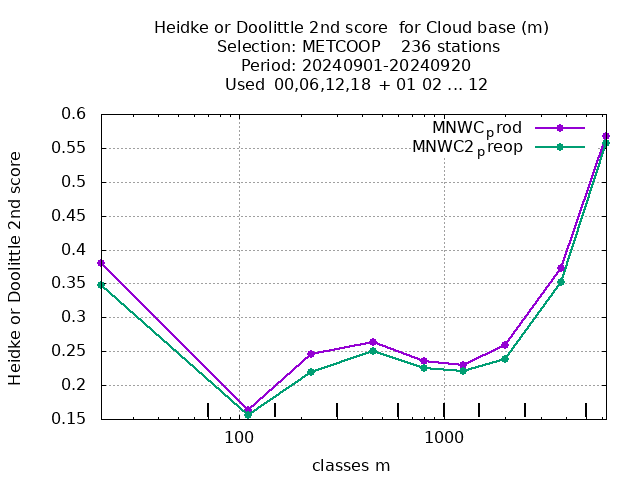 Heidke or Doolittle 2nd score  for Cloud base (m)
Selection: METCOOP    236 stations
Period: 20240901-20240920
Used  00,06,12,18 + 01 02 ... 12
MNWC_prod
MNWC2_preop
Heidke or Doolittle 2nd score
0.6
0.55
0.5
0.45
0.4
0.35
0.3
0.25
0.2
0.15
100
1000
classes m